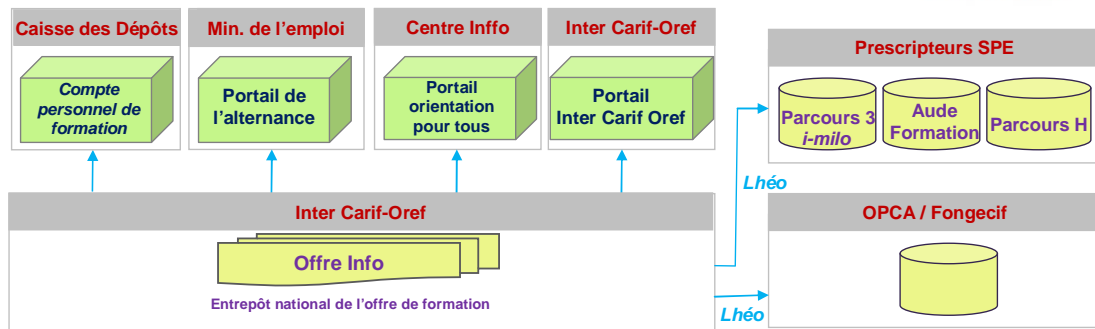 Caisse des Dépôts
Compte
personnel de
formation
Min. de l'emploi
Portail de
l'alternance
Centre Inffo
Portail
orientation
pour tous
Inter Carif-Oref
Portail
Inter Carif Oref
Prescripteurs SPE
Parcours 3
i-milo
Aude
Formation
Parcours H
Lhéo
Inter Carif-Oref
Offre Info
Entrepôt national de l'offre de formation
OPCA / Fongecif
Lhéo